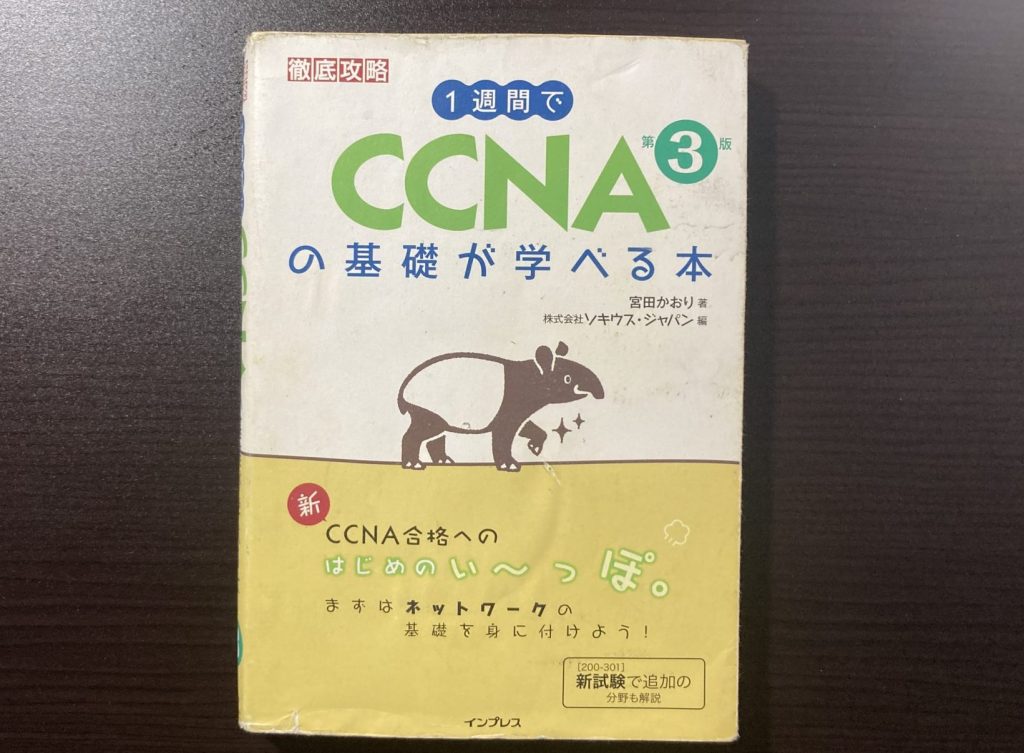 徹底攻略
1週間で
CCNA 第3版
の基礎が学べる本
宮田かおり 著
株式会社ソキウス・ジャパン 編
新
CCNA合格への
はじめのい〜っぽ。
まずはネットワークの
基礎を身に付けよう!
[200-301]
新試験で追加の
分野も解説
インプレス
CCNA